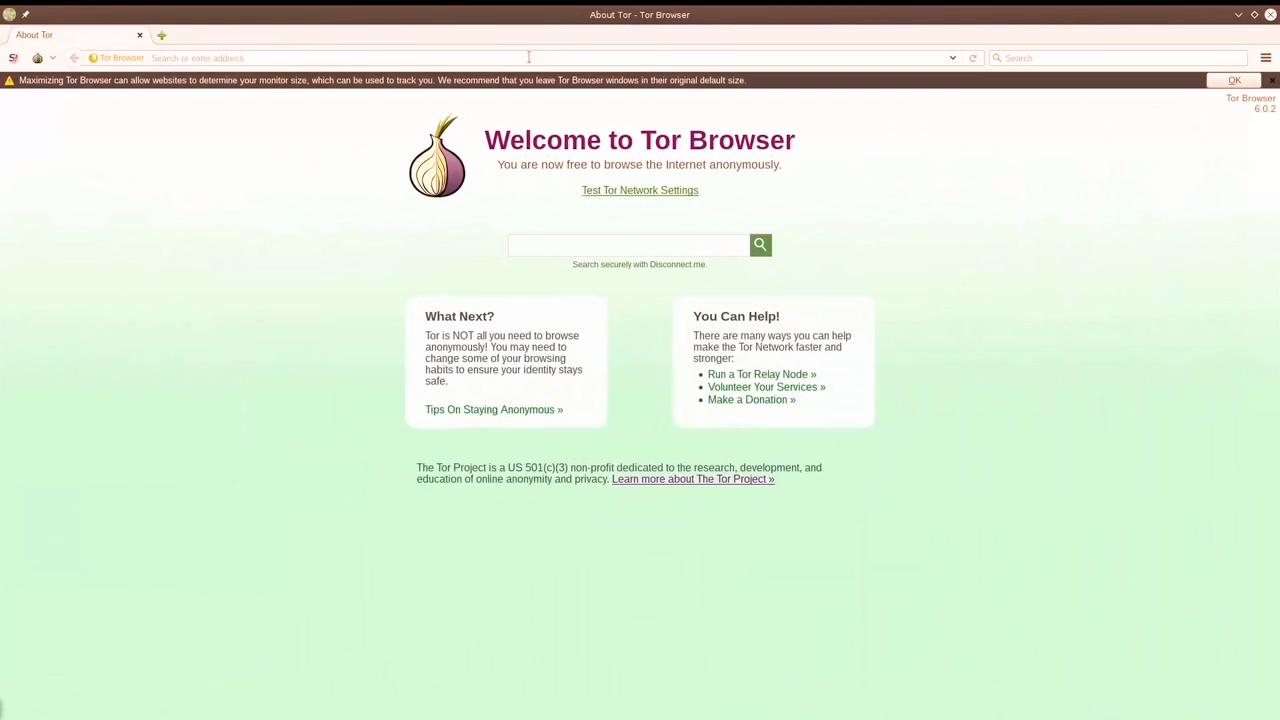 About Tor - Tor Browser
About Tor
Tor Browser Search or enter address
Search
Maximizing Tor Browser can allow websites to determine your monitor size, which can be used to track you. We recommend that you leave Tor Browser windows in their original default size.
OK
Tor Browser
6.0.2
Welcome to Tor Browser
You are now free to browse the Internet anonymously.
Test Tor Network Settings
Search securely with Disconnect.me.
What Next?
Tor is NOT all you need to browse
anonymously! You may need to
change some of your browsing
habits to ensure your identity stays
safe.
Tips On Staying Anonymous »
You Can Help!
There are many ways you can help
make the Tor Network faster and
stronger:
Run a Tor Relay Node »
Volunteer Your Services »
Make a Donation »
The Tor Project is a US 501(c)(3) non-profit dedicated to the research, development, and
education of online anonymity and privacy. Learn more about The Tor Project »